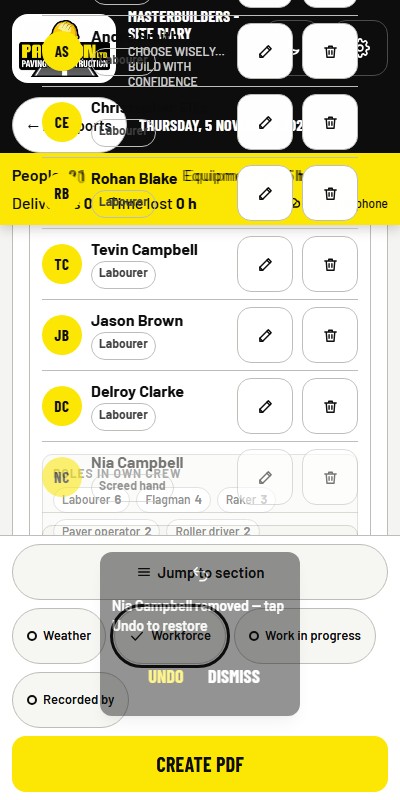 MASTERBUILDERS –
SITE DIARY
CHOOSE WISELY...
BUILD WITH
CONFIDENCE
AS
Labourer
CE
Labourer
←
THURSDAY, 5
People
RB
Rohan Blake
Labourer
Time lost 0 h
phone
TC
Tevin Campbell
Labourer
JB
Jason Brown
Labourer
DC
Delroy Clarke
Labourer
NC
Nia Campbell
Screed hand
ROLES IN OWN CREW
Labourer 6
Flagman 4
Raker 3
Paver operator 2
Roller driver 2
Jump to section
Nia Campbell removed – tap
Undo to restore
Weather
Workforce
Work in progress
UNDO
DISMISS
Recorded by
CREATE PDF